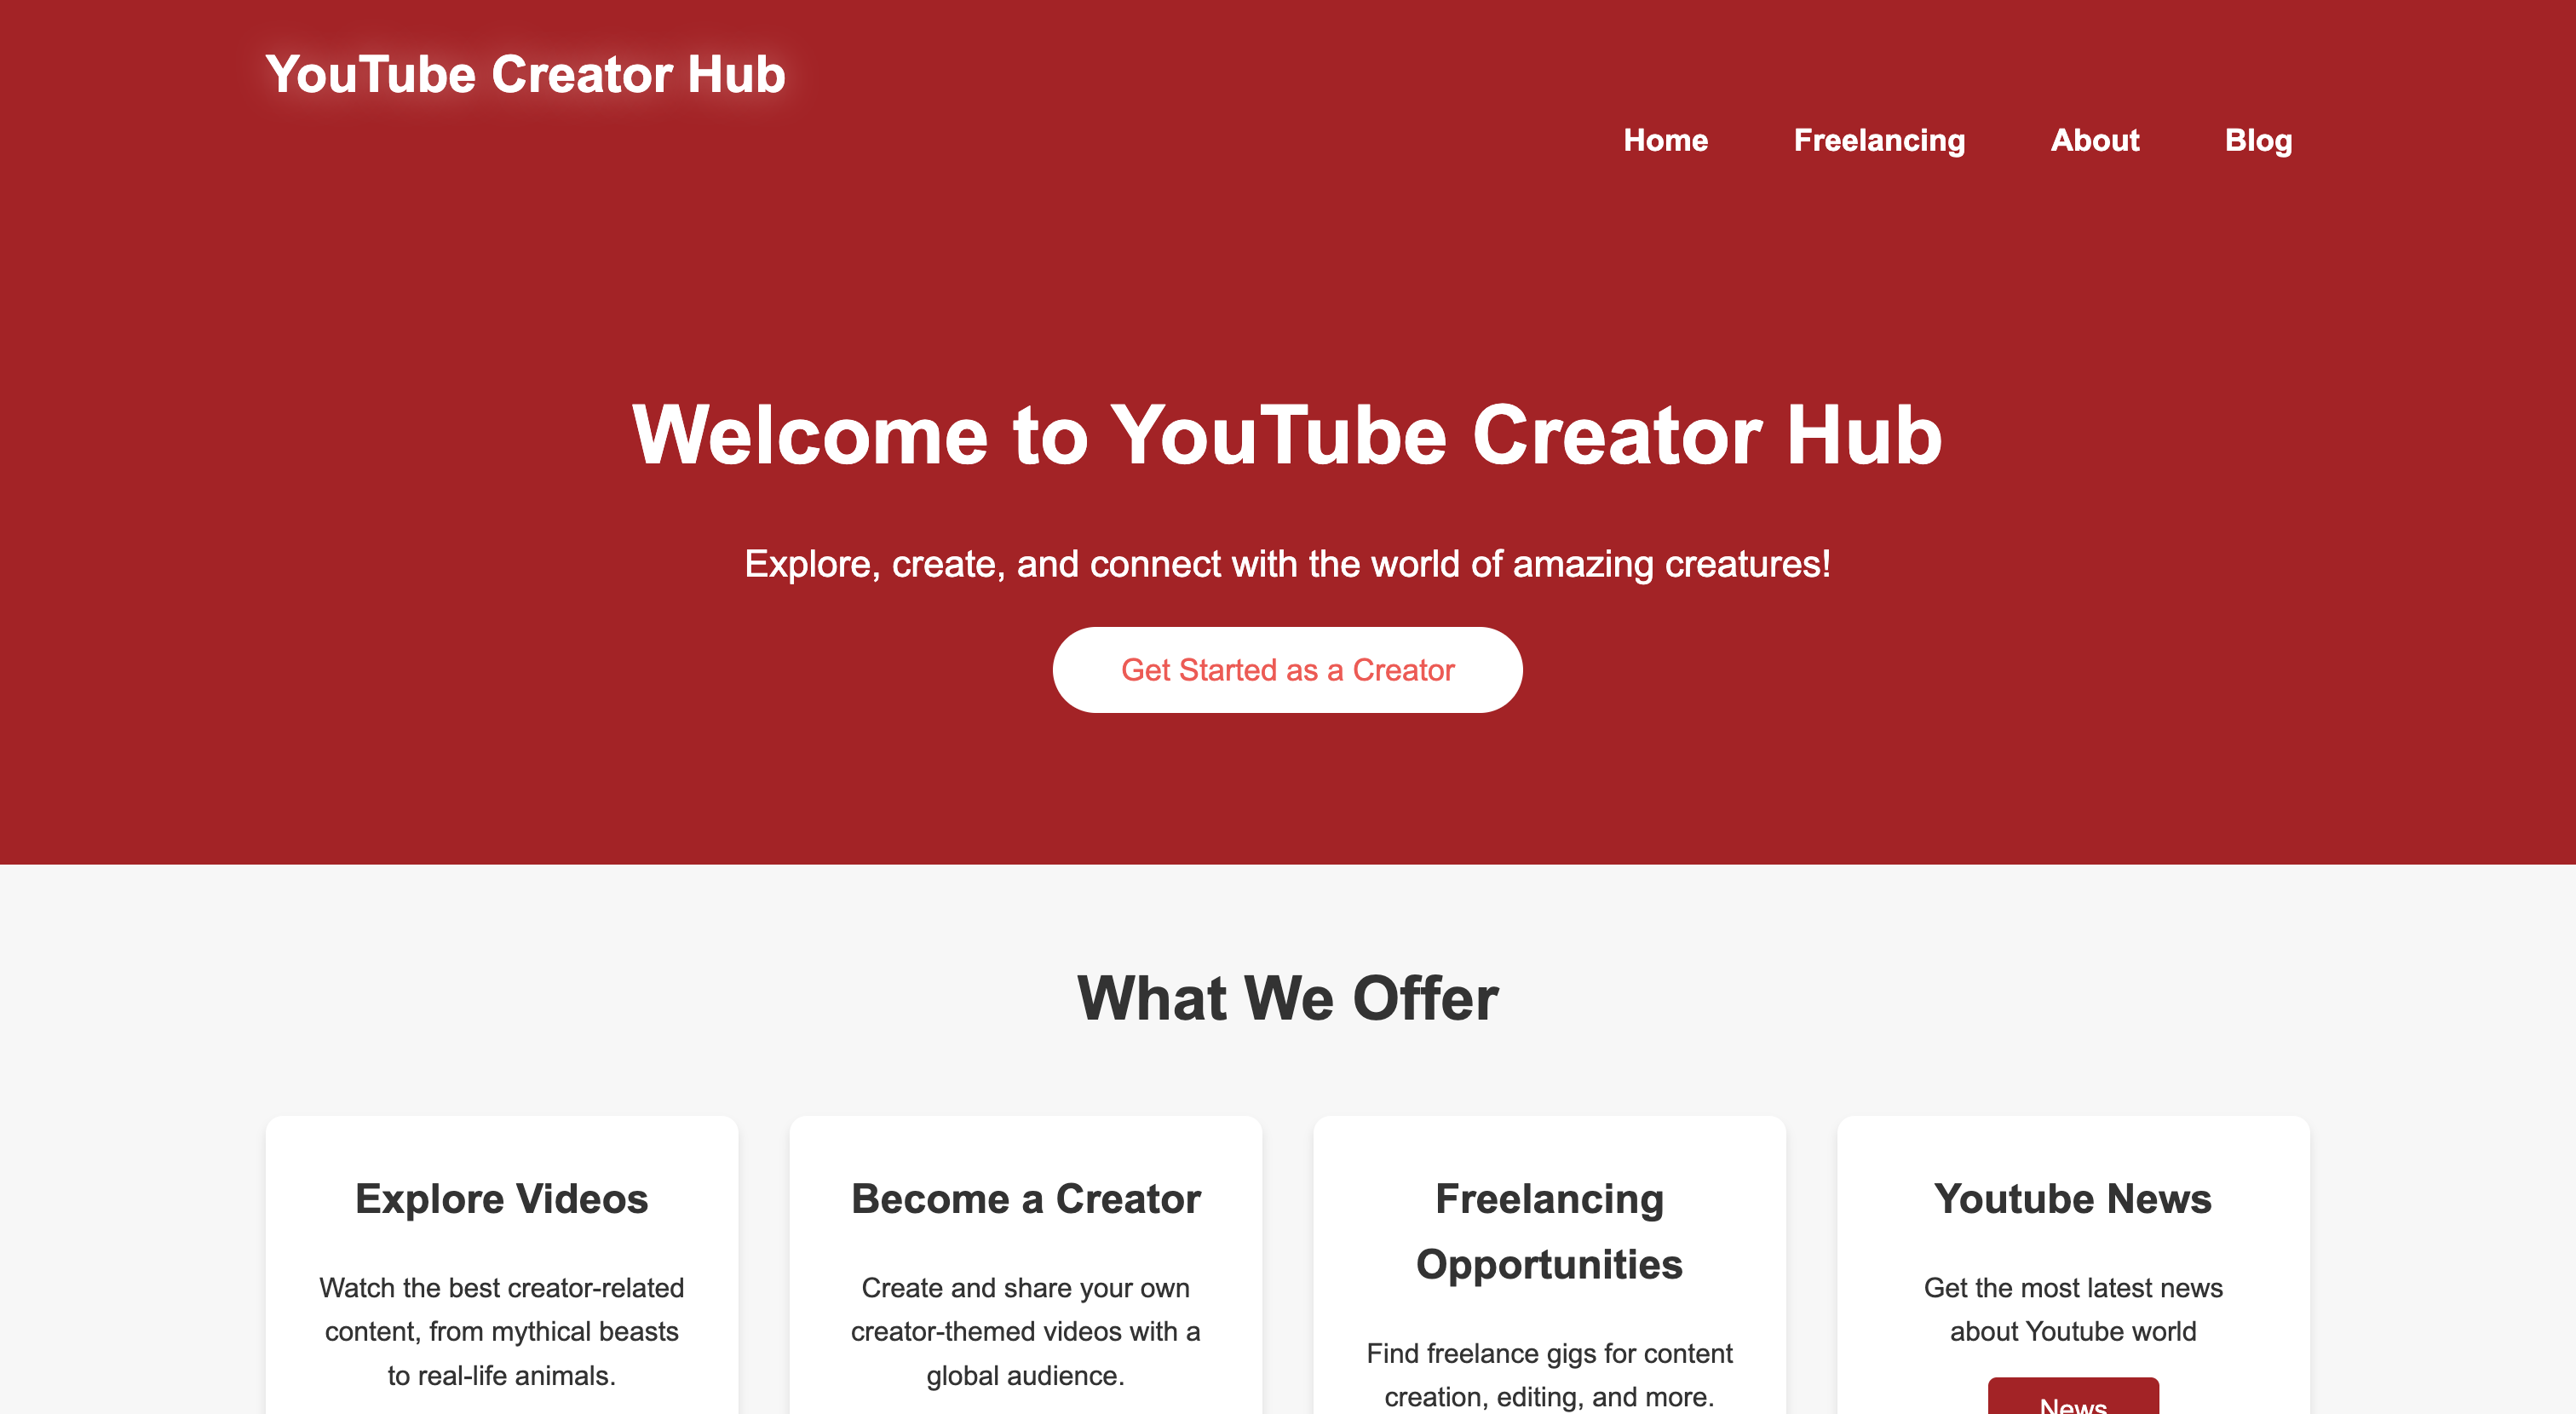 YouTube Creator Hub
Home Freelancing About Blog
Welcome to YouTube Creator Hub
Explore, create, and connect with the world of amazing creatures!
Get Started as a Creator
What We Offer
Explore Videos
Watch the best creator-related
content, from mythical beasts
to real-life animals.
Become a Creator
Create and share your own
creator-themed videos with a
global audience.
Freelancing
Opportunities
Find freelance gigs for content
creation, editing, and more.
Youtube News
Get the most latest news
about Youtube world
News